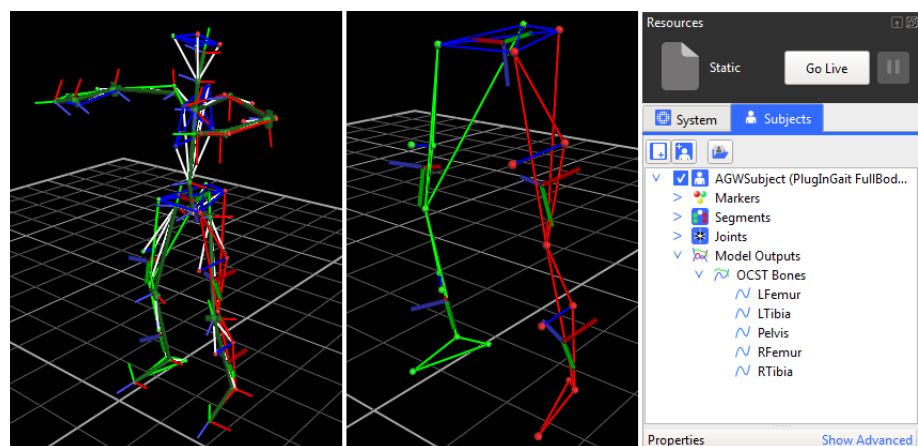 Resources
Static
Go Live
System
Subjects
AGWSubject (PlugInGait FullBod...
Markers
Segments
Joints
Model Outputs
OCST Bones
LFemur
LTibia
Pelvis
RFemur
RTibia
Properties
Show Advanced